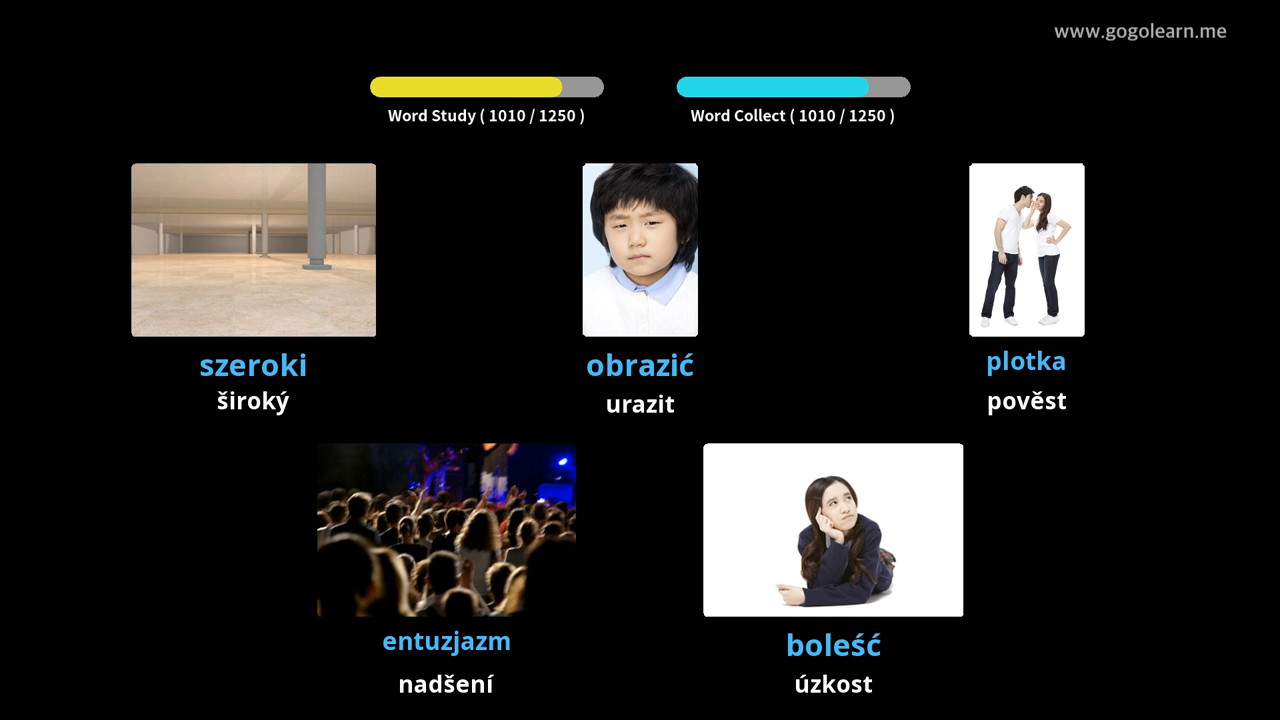 www.gogolearn.me
Word Study ( 1010 / 1250 )
Word Collect ( 1010 / 1250 )
szeroki
široký
obrazić
urazit
plotka
pověst
entuzjazm
nadšení
boleść
úzkost